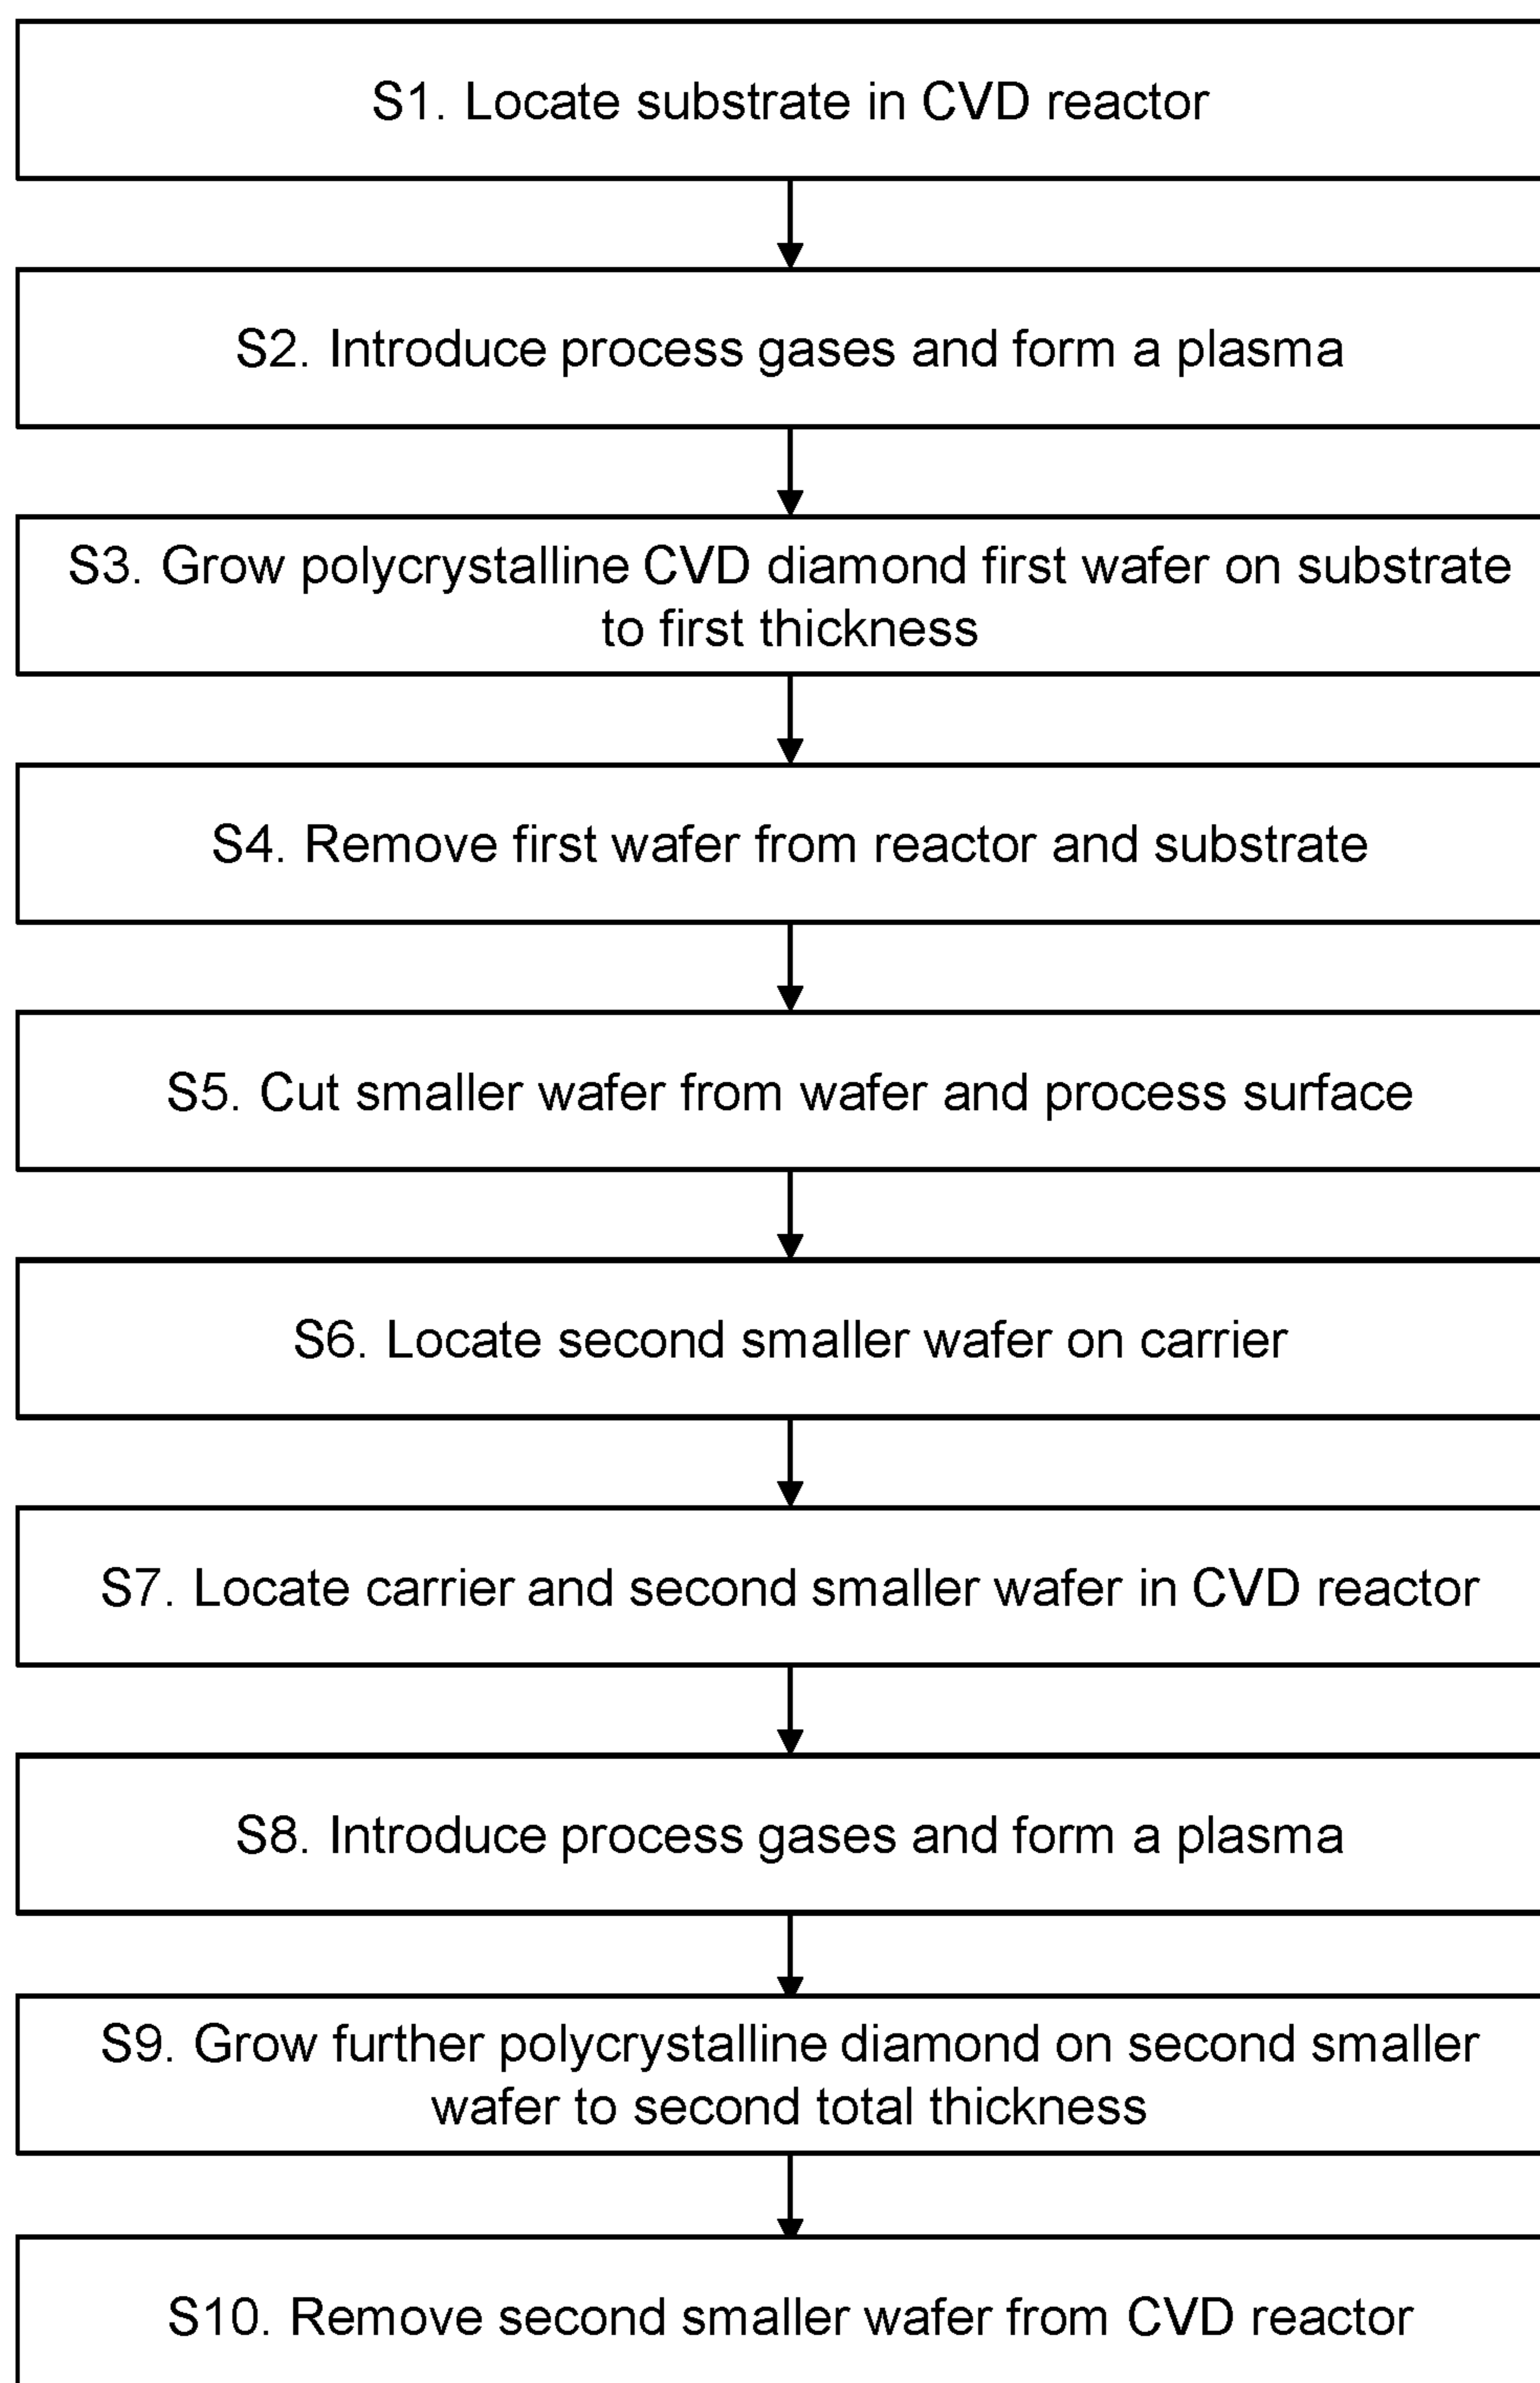 S1. Locate substrate in CVD reactor
S2. Introduce process gases and form a plasma
S3. Grow polycrystalline CVD diamond first wafer on substrate
to first thickness
S4. Remove first wafer from reactor and substrate
S5. Cut smaller wafer from wafer and process surface
S6. Locate second smaller wafer on carrier
S7. Locate carrier and second smaller wafer in CVD reactor
S8. Introduce process gases and form a plasma
S9. Grow further polycrystalline diamond on second smaller
wafer to second total thickness
S10. Remove second smaller wafer from CVD reactor